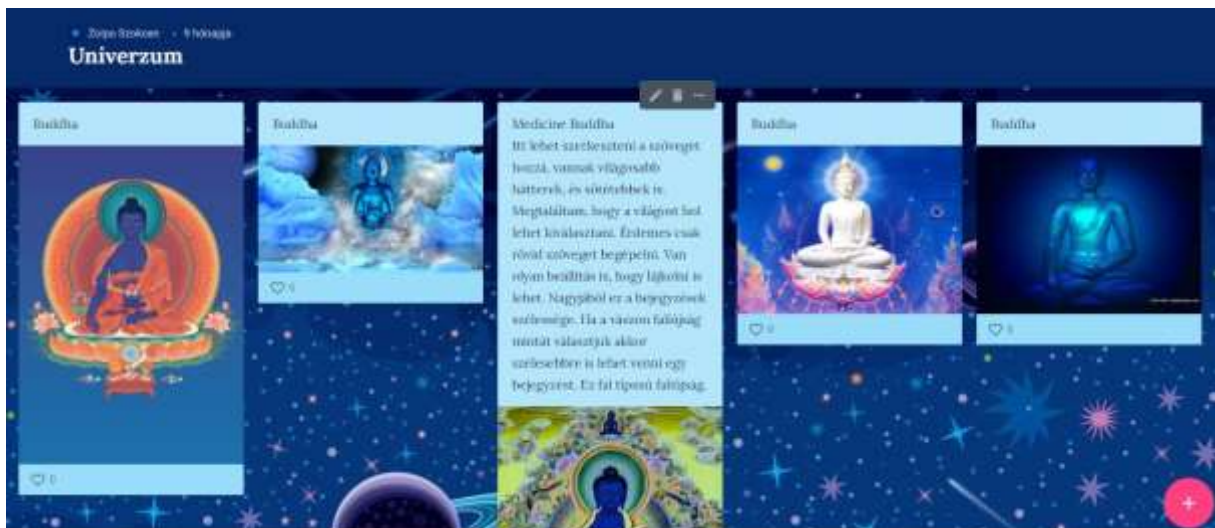 9 hónapja
Univerzum
Buddha
♡ 0
Buddha
♡ 0
Medicine Buddha
Itt lehet szerkeszteni a szöveget
hozzá, vannak világosabb
hátterek, és sötétebbek is.
Megtaláltam, hogy a világost hol
lehet kiválasztani. Érdemes csak
rövid szöveget begépelni. Van
olyan beállítás is, hogy lájkolni is
lehet. Nagyjából ez a bejegyzések
szélessége. Ha a vászon faliújság
mintát választjuk akkor
szélesebbre is lehet venni egy
bejegyzést. Ez fal típusú faliújság.
Buddha
♡ 0
Buddha
♡ 0